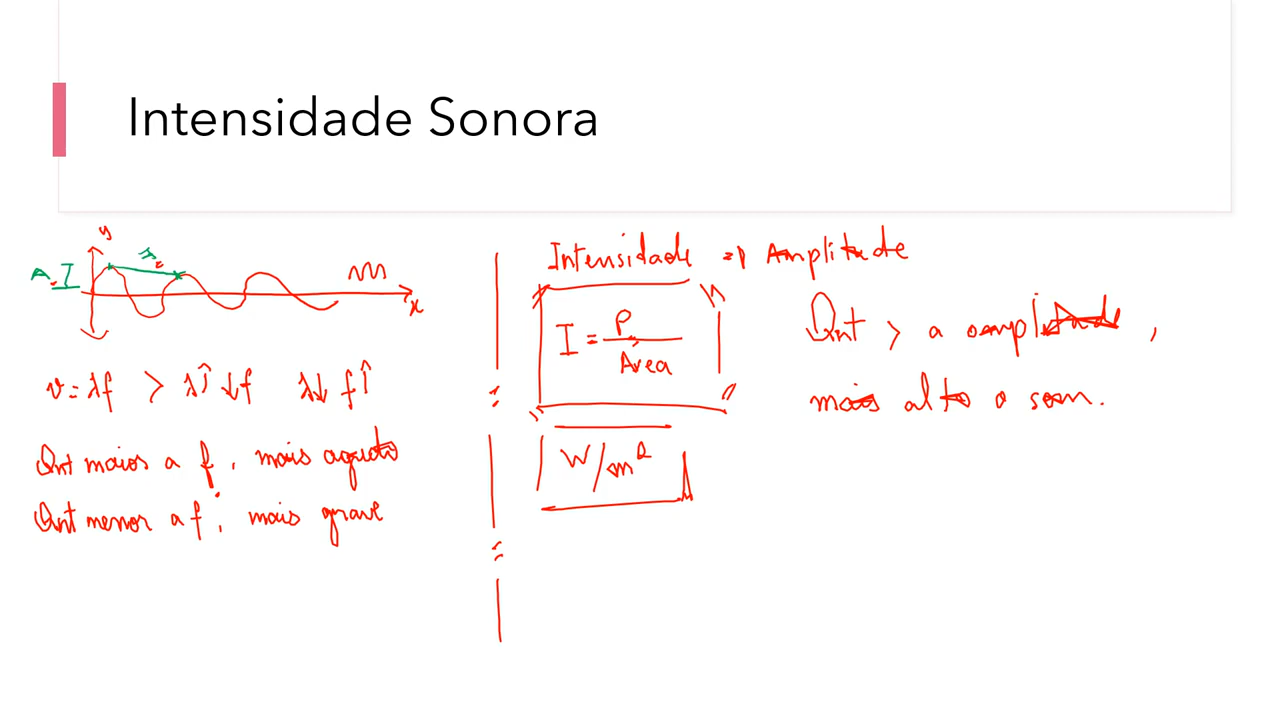 Intensidade Sonora
y
A. I
x
v = λf > λ↑ ↓f λ↓ f↑
Qnt maios a f, mais agudo
Qnt menor a f, mais grave
Intensidade => Amplitude
I = P / Área
W/m²
Qnt > a amplitude,
mais alto o som.